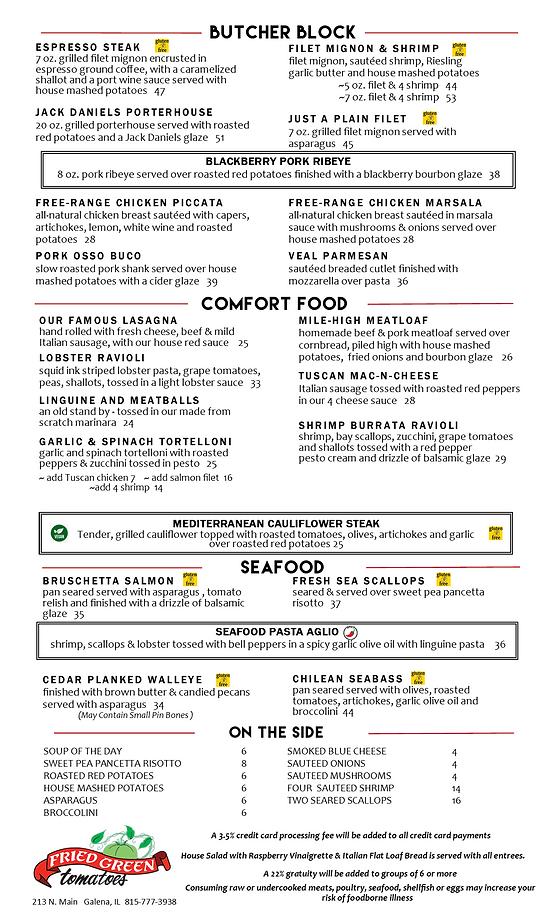 BUTCHER BLOCK
ESPRESSO STEAK gluten free
7 oz. grilled filet mignon encrusted in
espresso ground coffee, with a caramelized
shallot and a port wine sauce served with
house mashed potatoes 47
JACK DANIELS PORTERHOUSE
20 oz. grilled porterhouse served with roasted
red potatoes and a Jack Daniels glaze 51
FILET MIGNON & SHRIMP gluten free
filet mignon, sautéed shrimp, Riesling
garlic butter and house mashed potatoes
~5 oz. filet & 4 shrimp 44
~7 oz. filet & 4 shrimp 53
JUST A PLAIN FILET gluten free
7 oz. grilled filet mignon served with
asparagus 45
BLACKBERRY PORK RIBEYE
8 oz. pork ribeye served over roasted red potatoes finished with a blackberry bourbon glaze 38
FREE-RANGE CHICKEN PICCATA
all-natural chicken breast sautéed with capers,
artichokes, lemon, white wine and roasted
potatoes 28
PORK OSSO BUCO
slow roasted pork shank served over house
mashed potatoes with a cider glaze 39
FREE-RANGE CHICKEN MARSALA
all-natural chicken breast sautéed in marsala
sauce with mushrooms & onions served over
house mashed potatoes 28
VEAL PARMESAN
sautéed breaded cutlet finished with
mozzarella over pasta 36
COMFORT FOOD
OUR FAMOUS LASAGNA
hand rolled with fresh cheese, beef & mild
Italian sausage, with our house red sauce 25
LOBSTER RAVIOLI
squid ink striped lobster pasta, grape tomatoes,
peas, shallots, tossed in a light lobster sauce 33
LINGUINE AND MEATBALLS
an old stand by - tossed in our made from
scratch marinara 24
GARLIC & SPINACH TORTELLONI
garlic and spinach tortelloni with roasted
peppers & zucchini tossed in pesto 25
~ add Tuscan chicken 7 ~ add salmon filet 16
~add 4 shrimp 14
MILE-HIGH MEATLOAF
homemade beef & pork meatloaf served over
cornbread, piled high with house mashed
potatoes, fried onions and bourbon glaze 26
TUSCAN MAC-N-CHEESE
Italian sausage tossed with roasted red peppers
in our 4 cheese sauce 28
SHRIMP BURRATA RAVIOLI
shrimp, bay scallops, zucchini, grape tomatoes
and shallots tossed with a red pepper
pesto cream and drizzle of balsamic glaze 29
MEDITERRANEAN CAULIFLOWER STEAK
VEGAN Tender, grilled cauliflower topped with roasted tomatoes, olives, artichokes and garlic gluten free
over roasted red potatoes 25
SEAFOOD
BRUSCHETTA SALMON gluten free
pan seared served with asparagus , tomato
relish and finished with a drizzle of balsamic
glaze 35
FRESH SEA SCALLOPS gluten free
seared & served over sweet pea pancetta
risotto 37
SEAFOOD PASTA AGLIO
shrimp, scallops & lobster tossed with bell peppers in a spicy garlic olive oil with linguine pasta 36
CEDAR PLANKED WALLEYE gluten free
finished with brown butter & candied pecans
served with asparagus 34
(May Contain Small Pin Bones )
CHILEAN SEABASS gluten free
pan seared served with olives, roasted
tomatoes, artichokes, garlic olive oil and
broccolini 44
ON THE SIDE
SOUP OF THE DAY 6
SWEET PEA PANCETTA RISOTTO 8
ROASTED RED POTATOES 6
HOUSE MASHED POTATOES 6
ASPARAGUS 6
BROCCOLINI 6
SMOKED BLUE CHEESE 4
SAUTEED ONIONS 4
SAUTEED MUSHROOMS 4
FOUR SAUTEED SHRIMP 14
TWO SEARED SCALLOPS 16
FRIED GREEN
tomatoes
213 N. Main Galena, IL 815-777-3938
A 3.5% credit card processing fee will be added to all credit card payments
House Salad with Raspberry Vinaigrette & Italian Flat Loaf Bread is served with all entrees.
A 22% gratuity will be added to groups of 6 or more
Consuming raw or undercooked meats, poultry, seafood, shellfish or eggs may increase your
risk of foodborne illness